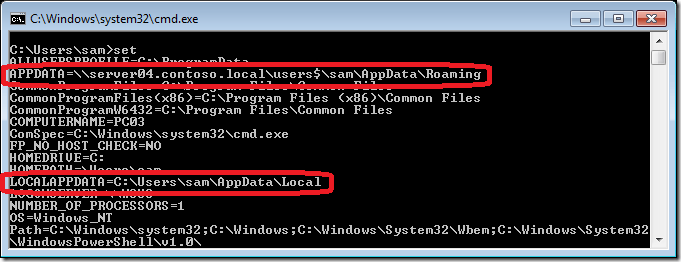 C:\Windows\system32\cmd.exe
C:\Users\sam>set
ALLUSERSPROFILE=C:\ProgramData
APPDATA=\\server04.contoso.local\users$\sam\AppData\Roaming
CommonProgramFiles=C:\Program Files\Common Files
CommonProgramFiles(x86)=C:\Program Files (x86)\Common Files
CommonProgramW6432=C:\Program Files\Common Files
COMPUTERNAME=PC03
ComSpec=C:\Windows\system32\cmd.exe
FP_NO_HOST_CHECK=NO
HOMEDRIVE=C:
HOMEPATH=\Users\sam
LOCALAPPDATA=C:\Users\sam\AppData\Local
NUMBER_OF_PROCESSORS=1
OS=Windows_NT
Path=C:\Windows\system32;C:\Windows;C:\Windows\System32\Wbem;C:\Windows\System32
\WindowsPowerShell\v1.0\